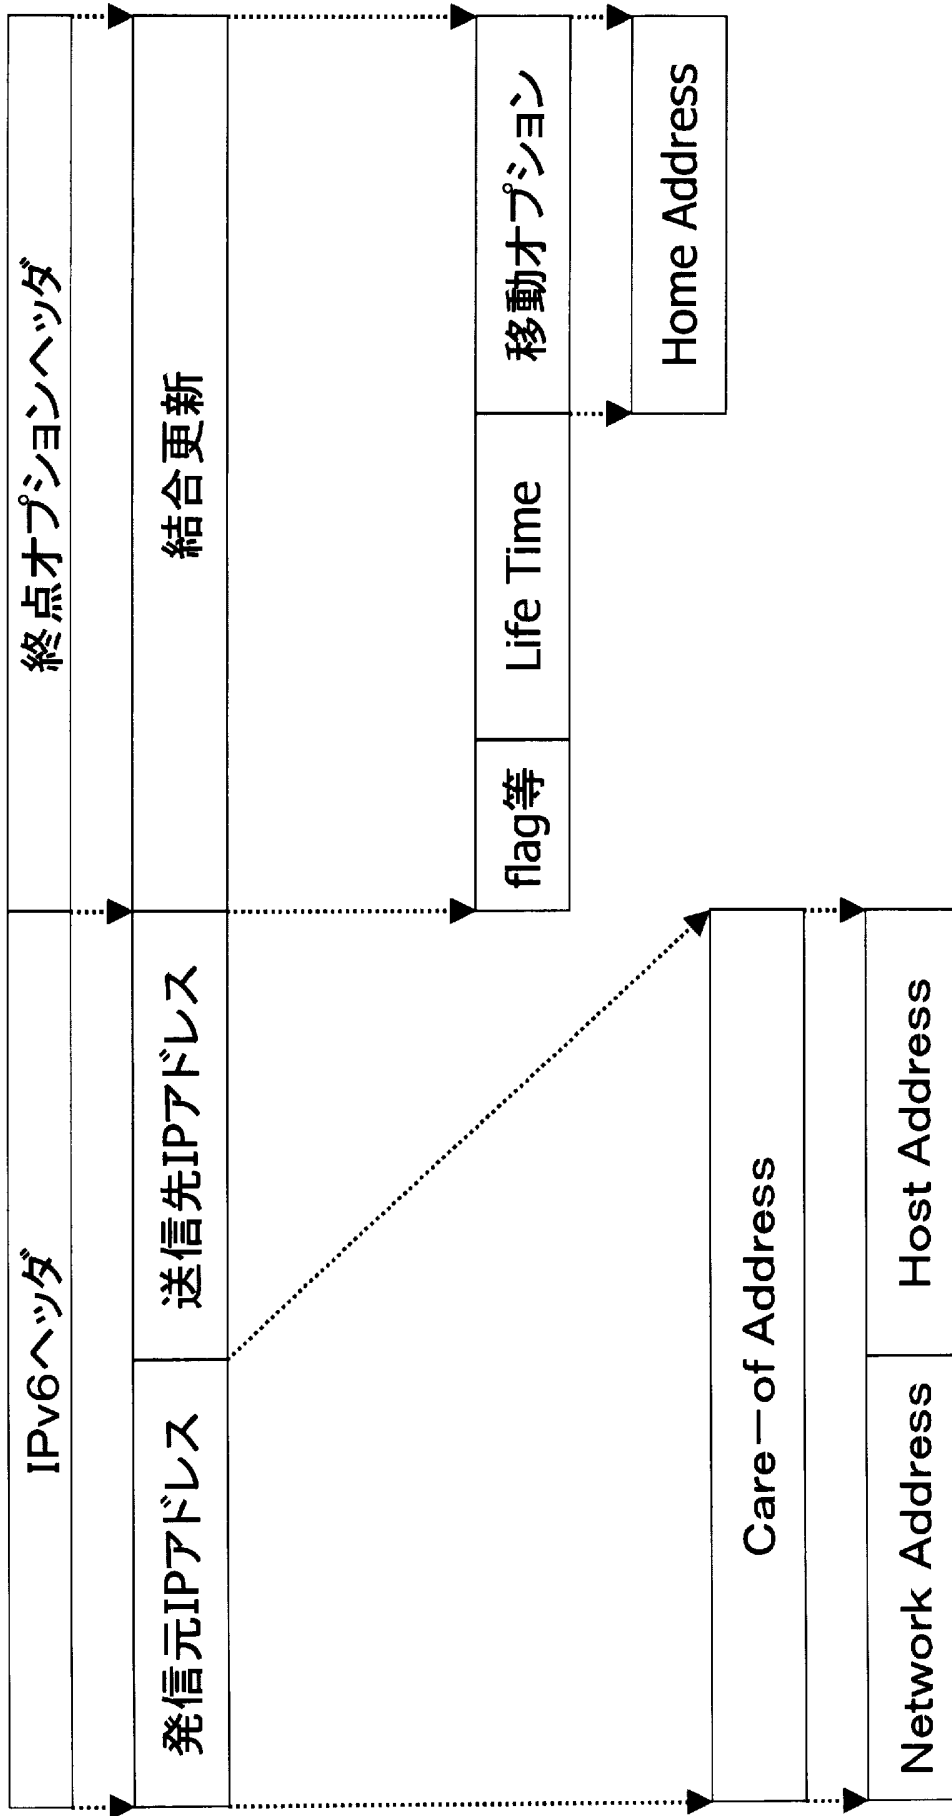 IPv6ヘッダ
終点オプションヘッダ
発信元IPアドレス
送信先IPアドレス
結合更新
flag等
Life Time
移動オプション
Home Address
Care－of Address
Network Address
Host Address